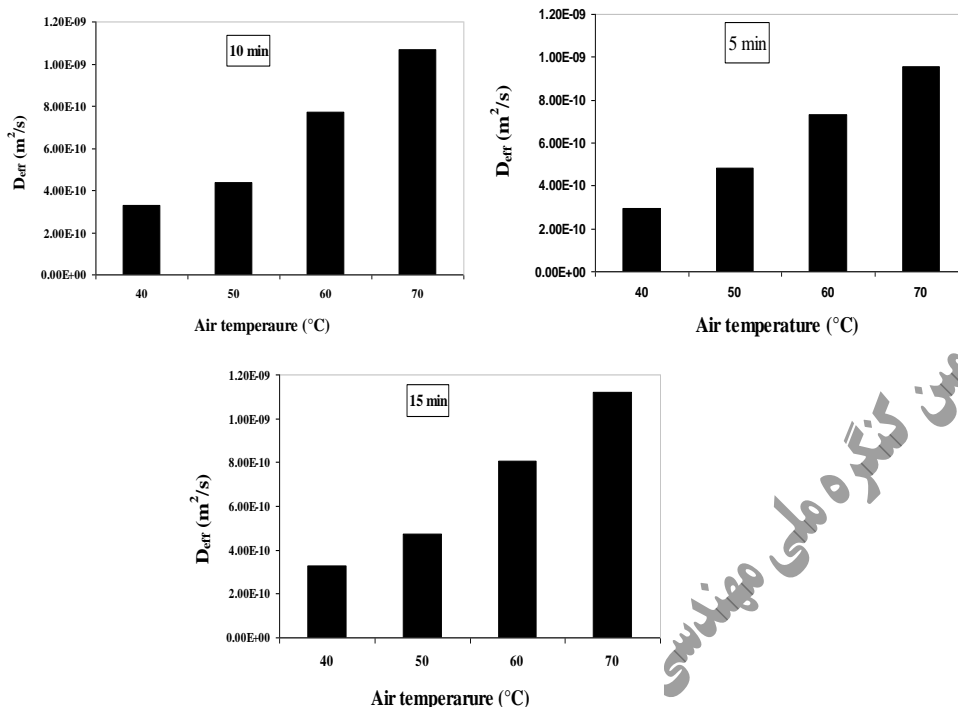 1.20E-09
1.00E-09
8.00E-10
6.00E-10
4.00E-10
2.00E-10
0.00E+00
D_eff (m²/s)
10 min
40 50 60 70
Air temperaure (°C)
1.20E-09
1.00E-09
8.00E-10
6.00E-10
4.00E-10
2.00E-10
0.00E+00
D_eff (m²/s)
5 min
40 50 60 70
Air temperature (°C)
1.20E-09
1.00E-09
8.00E-10
6.00E-10
4.00E-10
2.00E-10
0.00E+00
D_eff (m²/s)
15 min
40 50 60 70
Air temperarure (°C)
کنگره ملی مهندسی